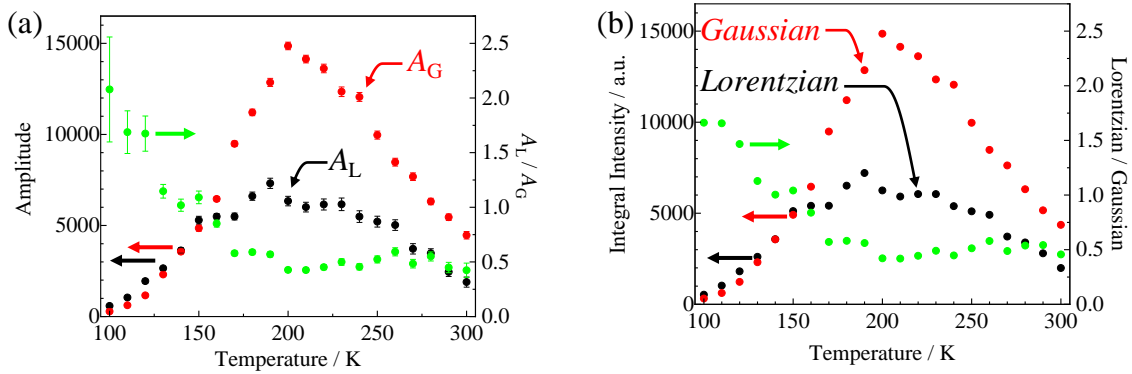 (a)
15000
10000
5000
0
Amplitude
A_G
A_L
2.5
2.0
1.5
1.0
0.5
0.0
A_L / A_G
100 150 200 250 300
Temperature / K
(b)
15000
10000
5000
0
Integral Intensity / a.u.
Gaussian
Lorentzian
2.5
2.0
1.5
1.0
0.5
0.0
Lorentzian / Gaussian
100 150 200 250 300
Temperature / K